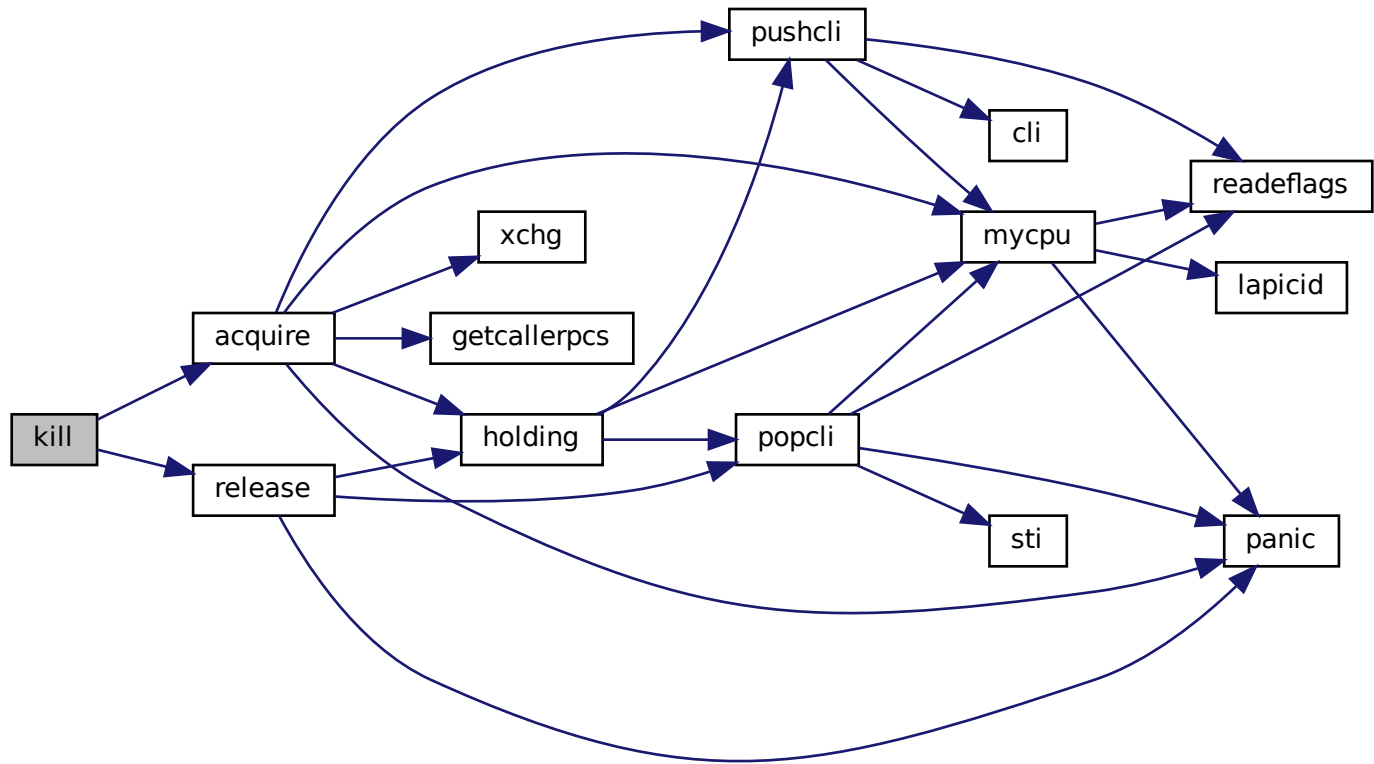 pushcli
cli
readeflags
xchg
mycpu
lapicid
acquire
getcallerpcs
kill
holding
popcli
release
sti
panic